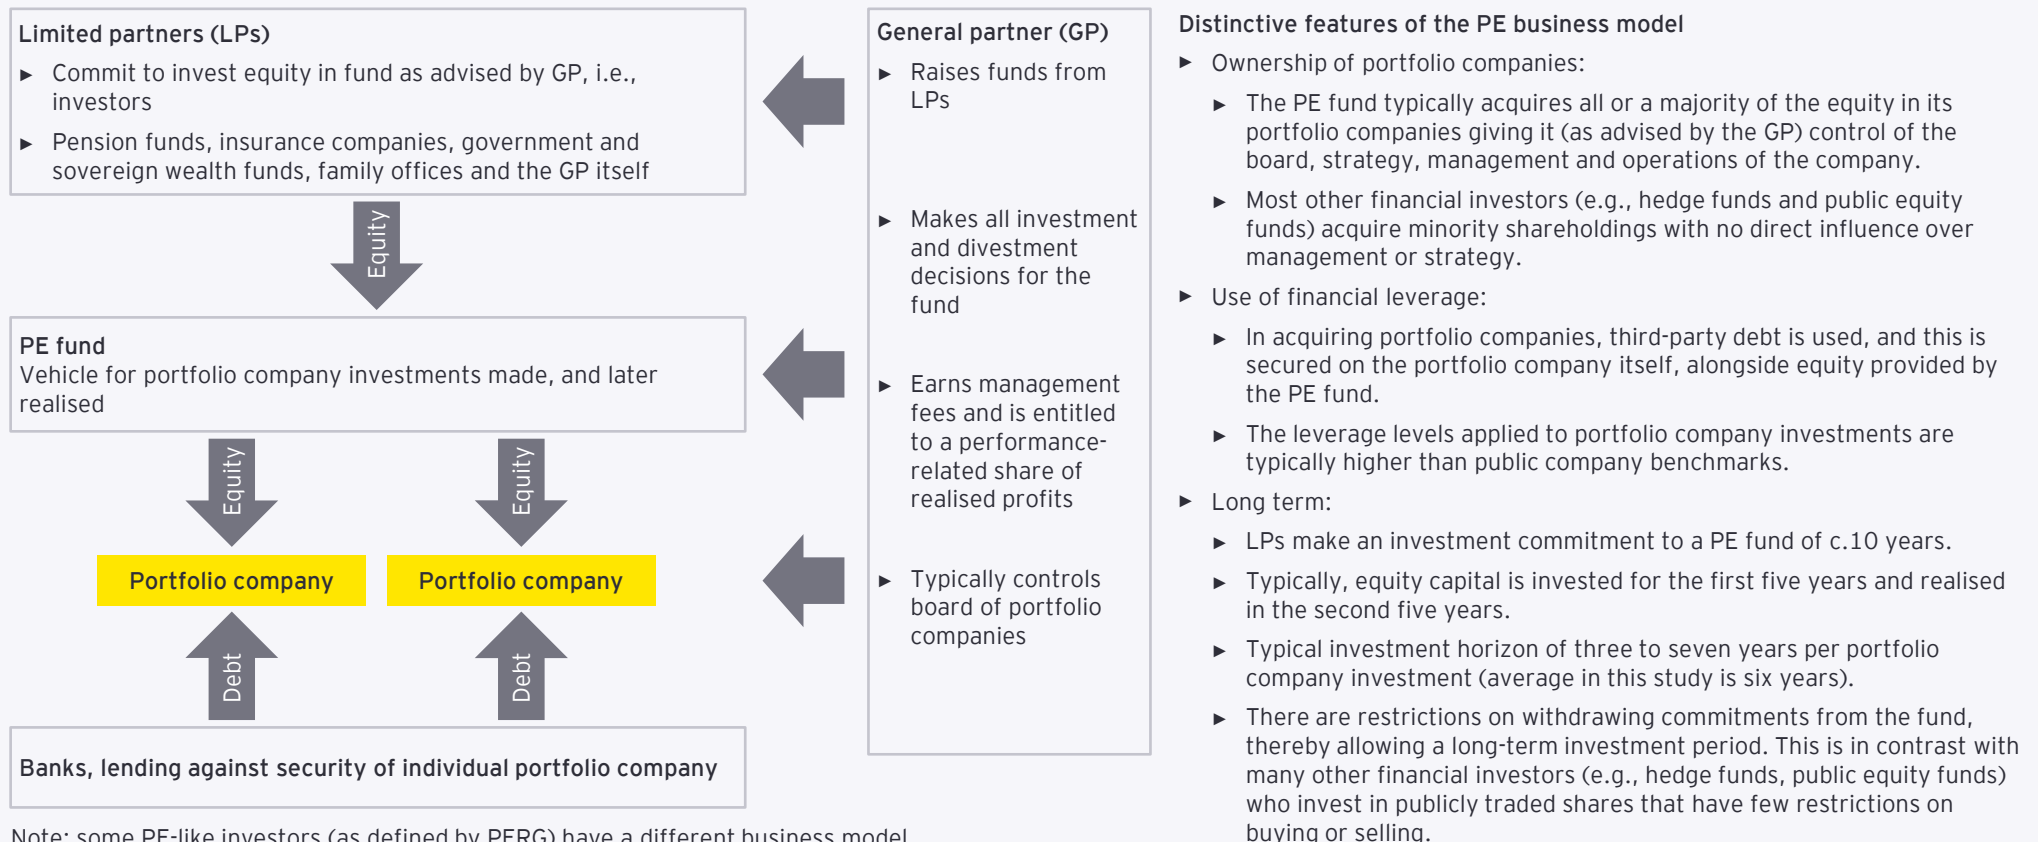 Limited partners (LPs)
► Commit to invest equity in fund as advised by GP, i.e.,
investors
► Pension funds, insurance companies, government and
sovereign wealth funds, family offices and the GP itself
Equity
PE fund
Vehicle for portfolio company investments made, and later
realised
Equity
Equity
Portfolio company
Portfolio company
Debt
Debt
Banks, lending against security of individual portfolio company
Note: some PE-like investors (as defined by PERG) have a different business model
General partner (GP)
► Raises funds from
LPs
► Makes all investment
and divestment
decisions for the
fund
► Earns management
fees and is entitled
to a performance-
related share of
realised profits
► Typically controls
board of portfolio
companies
Distinctive features of the PE business model
► Ownership of portfolio companies:
► The PE fund typically acquires all or a majority of the equity in its
portfolio companies giving it (as advised by the GP) control of the
board, strategy, management and operations of the company.
► Most other financial investors (e.g., hedge funds and public equity
funds) acquire minority shareholdings with no direct influence over
management or strategy.
► Use of financial leverage:
► In acquiring portfolio companies, third-party debt is used, and this is
secured on the portfolio company itself, alongside equity provided by
the PE fund.
► The leverage levels applied to portfolio company investments are
typically higher than public company benchmarks.
► Long term:
► LPs make an investment commitment to a PE fund of c.10 years.
► Typically, equity capital is invested for the first five years and realised
in the second five years.
► Typical investment horizon of three to seven years per portfolio
company investment (average in this study is six years).
► There are restrictions on withdrawing commitments from the fund,
thereby allowing a long-term investment period. This is in contrast with
many other financial investors (e.g., hedge funds, public equity funds)
who invest in publicly traded shares that have few restrictions on
buying or selling.